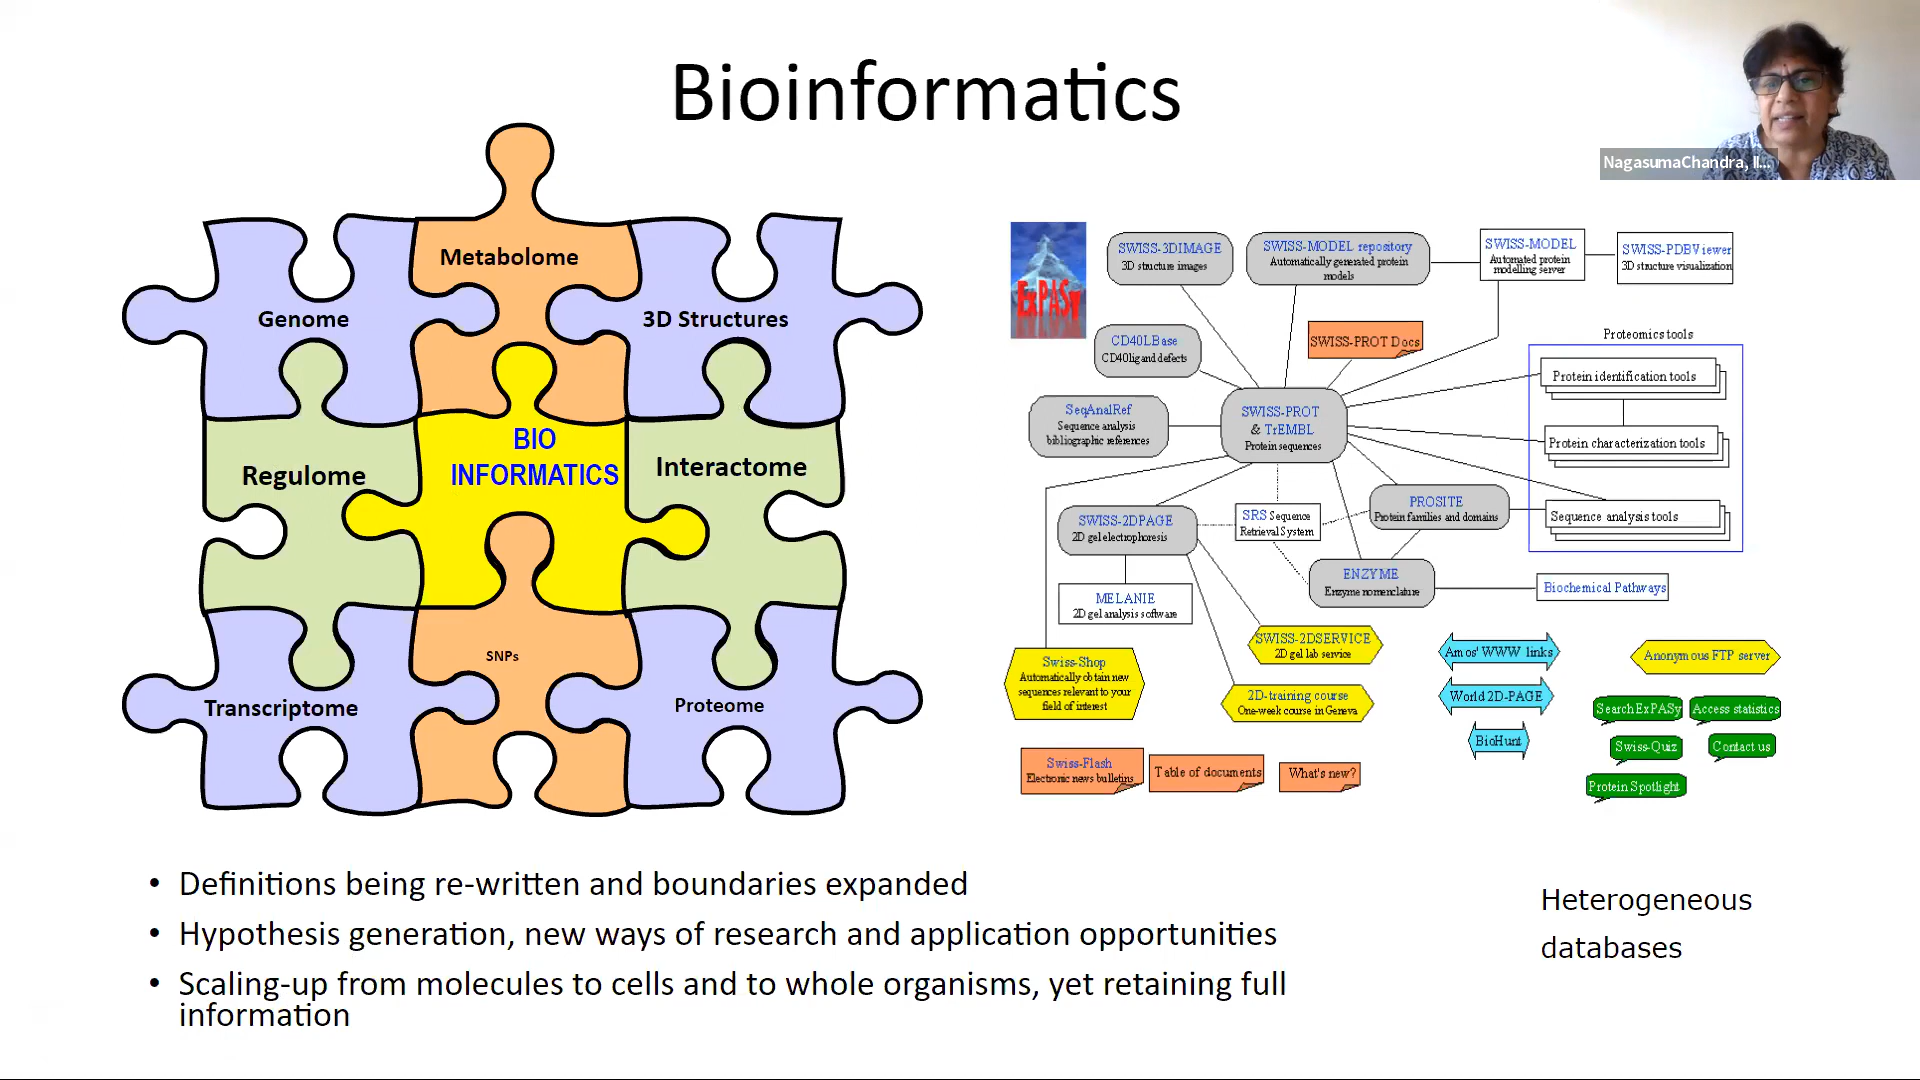 Bioinformatics
NagasumaChandra, II...
Metabolome
Genome
3D Structures
BIO
INFORMATICS
Regulome
Interactome
SNPs
Transcriptome
Proteome
ExPASy
SWISS-3DIMAGE
3D structure images
SWISS-MODEL repository
Automatically generated protein
models
SWISS-MODEL
Automated protein
modelling server
SWISS-PDBViewer
3D structure visualization
CD40LBase
CD40ligand defects
SWISS-PROT Docs
Proteomics tools
Protein identification tools
SeqAnalRef
Sequence analysis
bibliographic references
SWISS-PROT
& TrEMBL
Protein sequences
Protein characterization tools
PROSITE
Protein families and domains
Sequence analysis tools
SWISS-2DPAGE
2D gel electrophoresis
SRS Sequence
Retrieval System
ENZYME
Enzyme nomenclature
Biochemical Pathways
MELANIE
2D gel analysis software
SWISS-2DSERVICE
2D gel lab service
Amos' WWW links
Anonymous FTP server
Swiss-Shop
Automatically obtain new
sequences relevant to your
field of interest
2D-training course
One-week course in Geneva
World 2D-PAGE
Search ExPASy
Access statistics
BioHunt
Swiss-Quiz
Contact us
Swiss-Flash
Electronic news bulletins
Table of documents
What's new?
Protein Spotlight
• Definitions being re-written and boundaries expanded
• Hypothesis generation, new ways of research and application opportunities
• Scaling-up from molecules to cells and to whole organisms, yet retaining full
information
Heterogeneous
databases